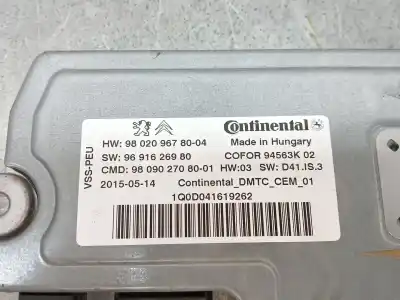 Continental
VSS-PEU
HW: 98 020 967 80-04
Made in Hungary
SW: 96 916 269 80
COFOR 94563K 02
CMD: 98 090 270 80-01
HW:03 SW: D41.IS.3
2015-05-14
Continental_DMTC_CEM_01
1Q0D041619262